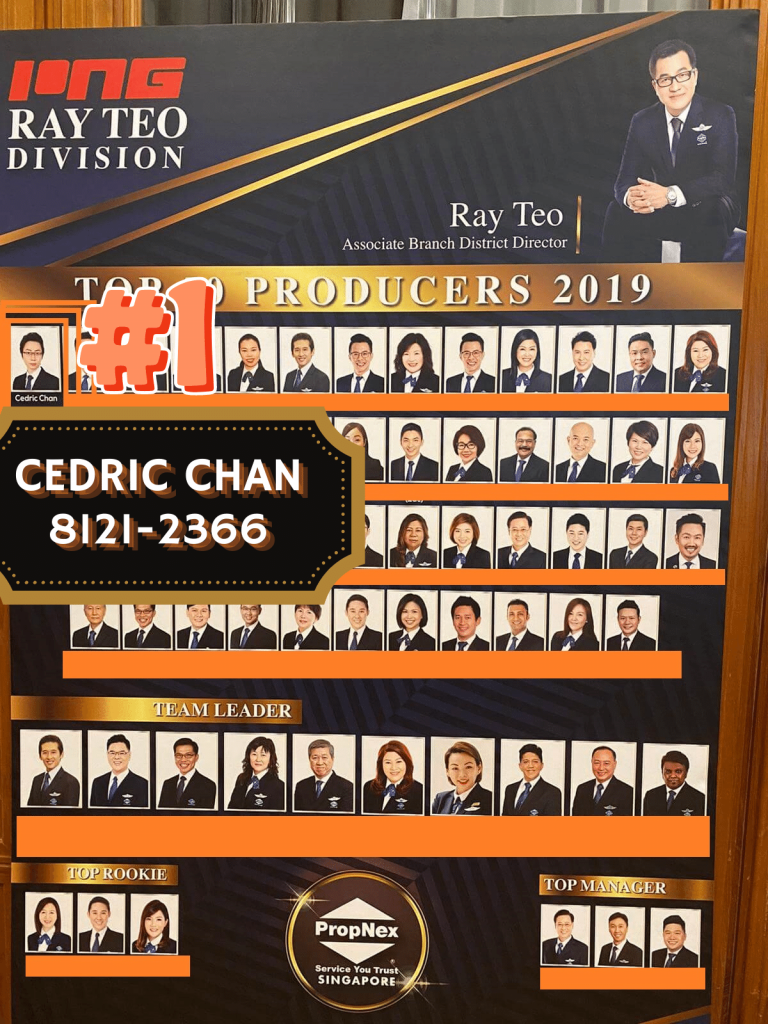 PNG
RAY TEO
DIVISION
Ray Teo
Associate Branch District Director
PRODUCERS 2019
#1
Cedric Chan
CEDRIC CHAN
8121-2366
TEAM LEADER
TOP ROOKIE
TOP MANAGER
PropNex
Service You Trust
SINGAPORE